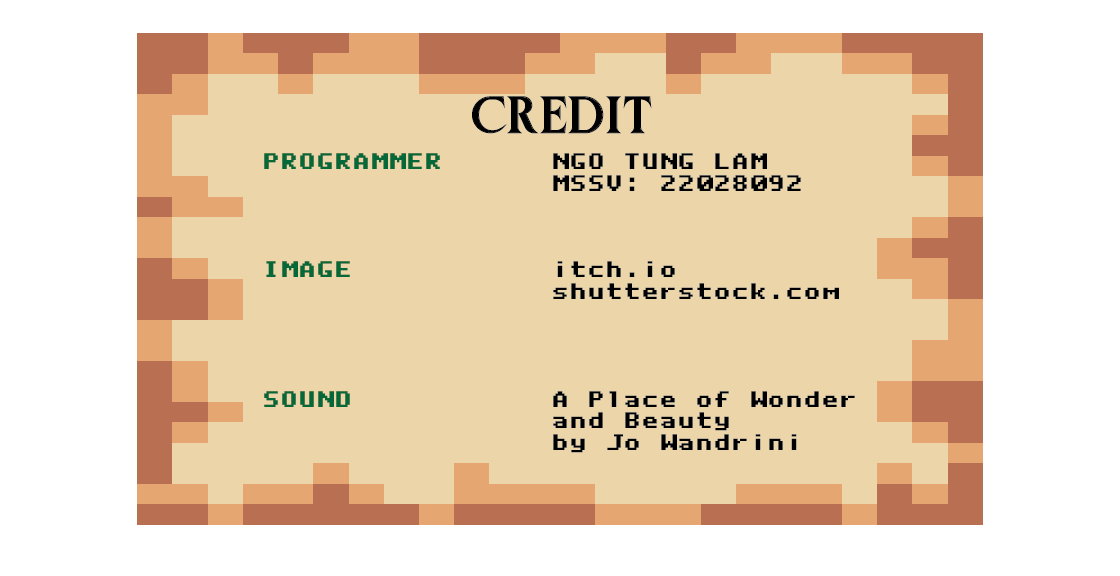 CREDIT
PROGRAMMER NGO TUNG LAM
MSSV: 22028092
IMAGE itch.io
shutterstock.com
SOUND A Place of Wonder
and Beauty
by Jo Wandrini